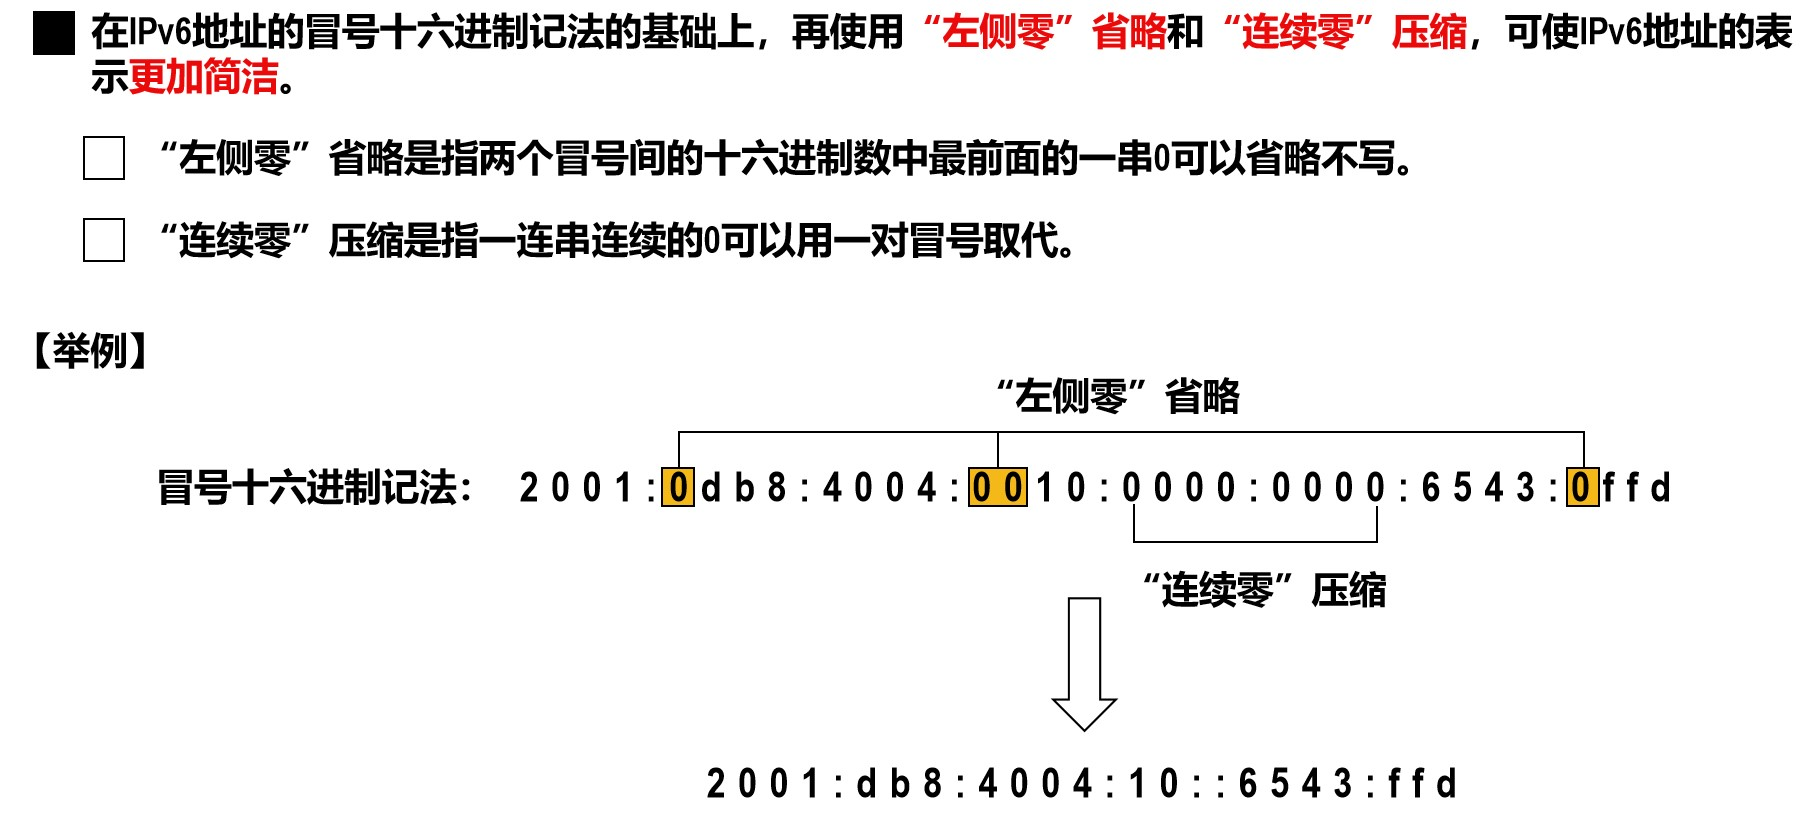 在IPv6地址的冒号十六进制记法的基础上，再使用“左侧零”省略和“连续零”压缩，可使IPv6地址的表
示更加简洁。
“左侧零”省略是指两个冒号间的十六进制数中最前面的一串0可以省略不写。
“连续零”压缩是指一连串连续的0可以用一对冒号取代。
【举例】
“左侧零”省略
冒号十六进制记法： 2001:0db8:4004:0010:0000:0000:6543:0ffd
“连续零”压缩
2001:db8:4004:10::6543:ffd